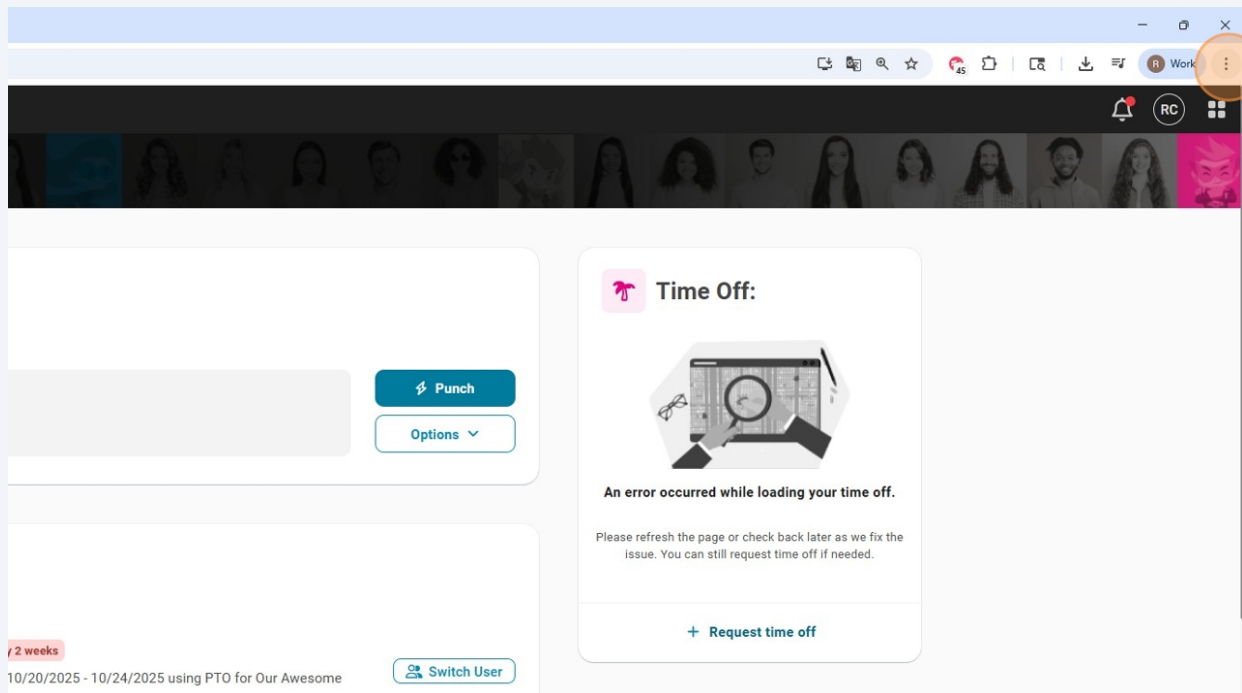 45
R Work
RC
Time Off:
Punch
Options
An error occurred while loading your time off.
Please refresh the page or check back later as we fix the
issue. You can still request time off if needed.
+ Request time off
y 2 weeks
10/20/2025 - 10/24/2025 using PTO for Our Awesome
Switch User